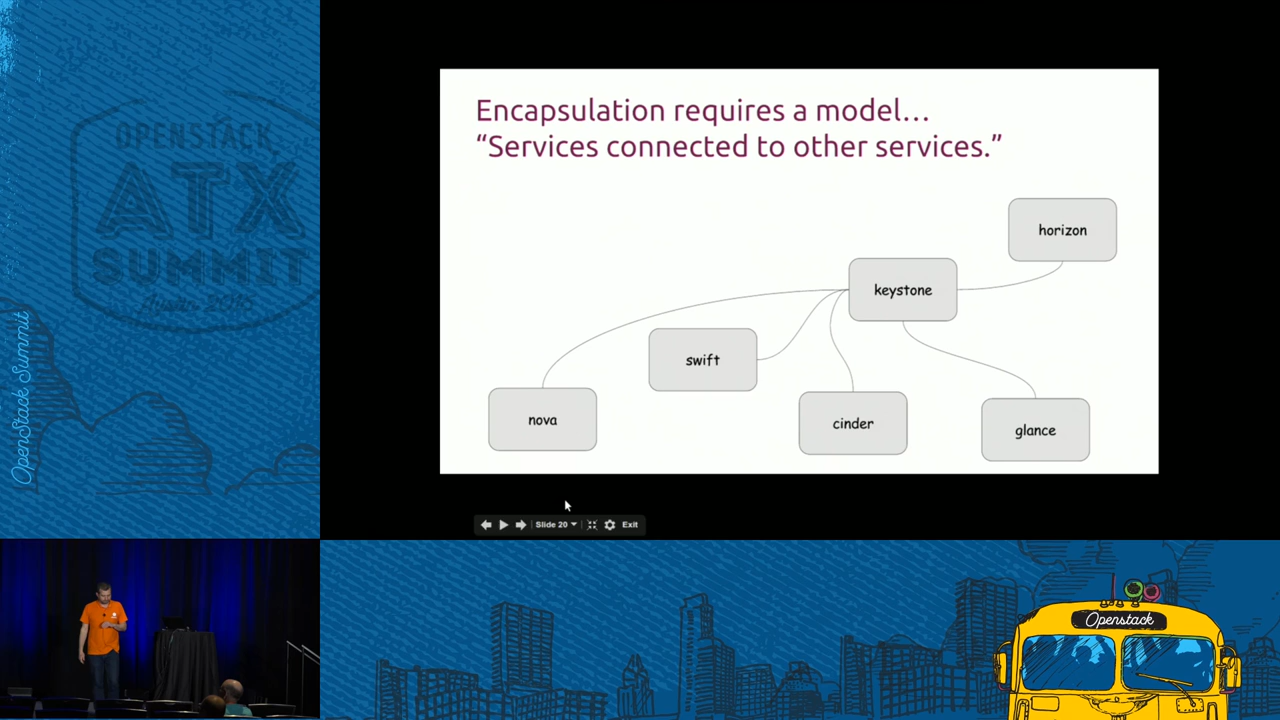 OPENSTACK
ATX
SUMMIT
OpenStack Summit
Encapsulation requires a model…
“Services connected to other services.”
horizon
keystone
swift
nova
cinder
glance
Slide 20
Exit
Openstack